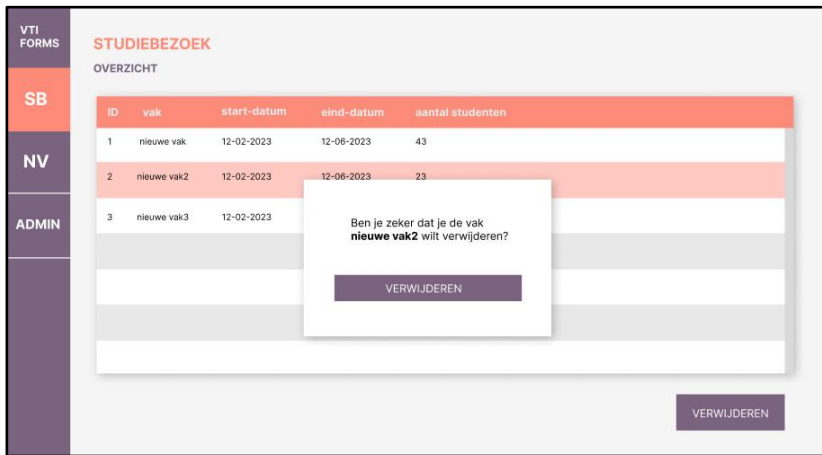 VTI
FORMS
STUDIEBEZOEK
OVERZICHT
SB
NV
ADMIN
ID vak start-datum eind-datum aantal studenten
1 nieuwe vak 12-02-2023 12-06-2023 43
2 nieuwe vak2 12-02-2023 12-06-2023 23
3 nieuwe vak3 12-02-2023
Ben je zeker dat je de vak
nieuwe vak2 wilt verwijderen?
VERWIJDEREN
VERWIJDEREN